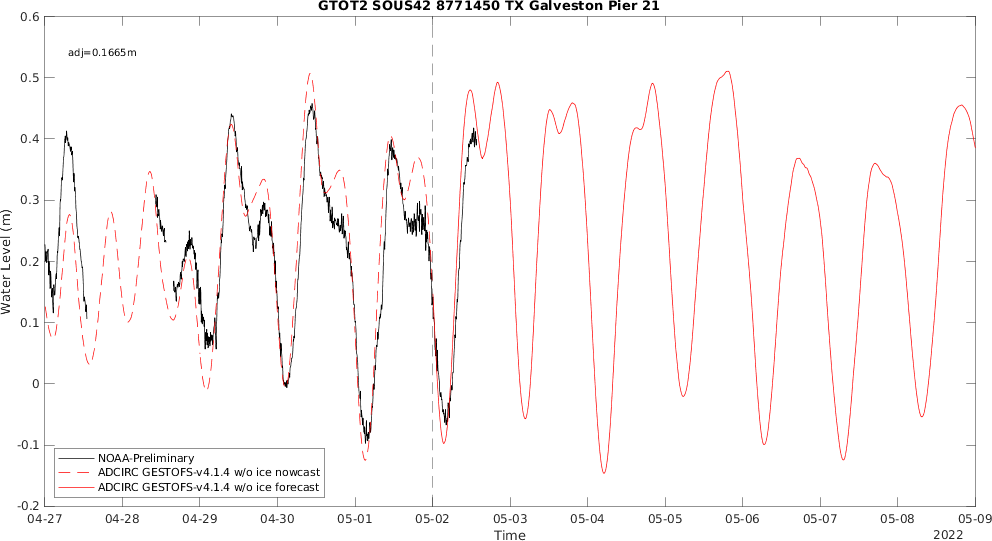 GTOT2 SOUS42 8771450 TX Galveston Pier 21
0.6
adj=0.1665m
0.5
0.4
0.3
0.2
0.1
0
-0.1
-0.2
Water Level (m)
NOAA-Preliminary
ADCIRC GESTOFS-v4.1.4 w/o ice nowcast
ADCIRC GESTOFS-v4.1.4 w/o ice forecast
04-27 04-28 04-29 04-30 05-01 05-02 05-03 05-04 05-05 05-06 05-07 05-08 05-09
Time
2022